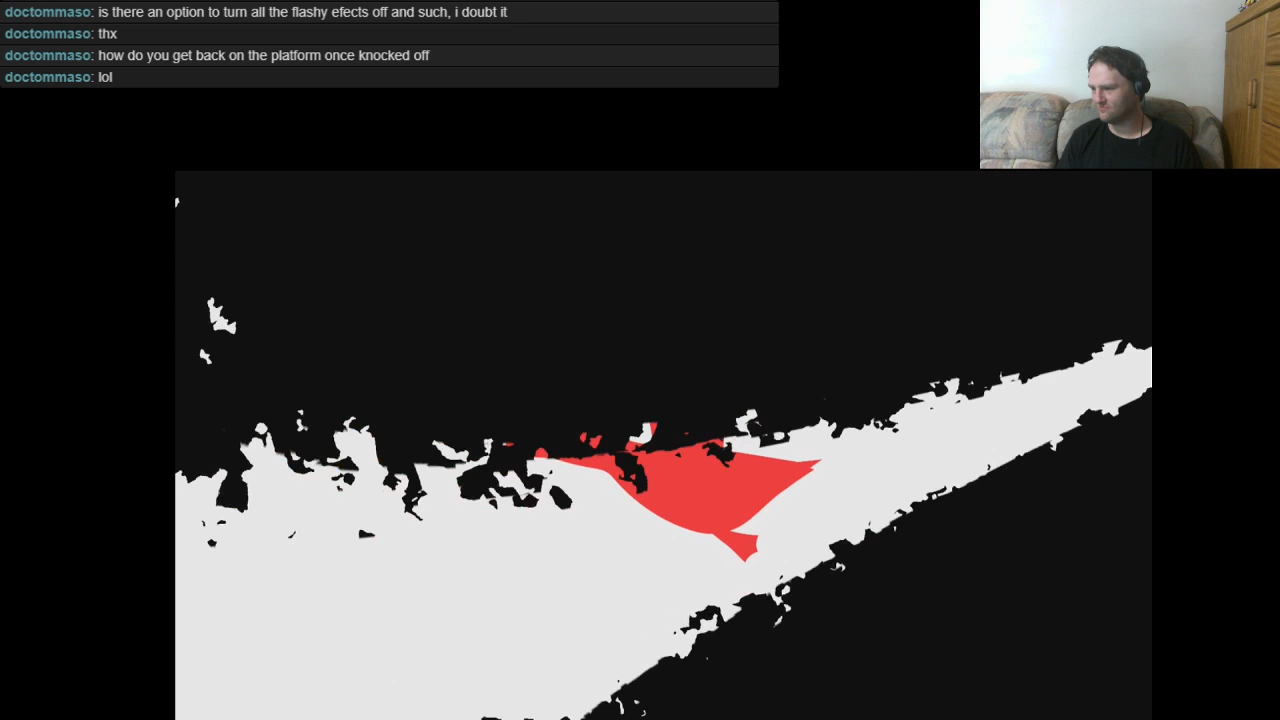 doctommaso: is there an option to turn all the flashy efects off and such, i doubt it
doctommaso: thx
doctommaso: how do you get back on the platform once knocked off
doctommaso: lol